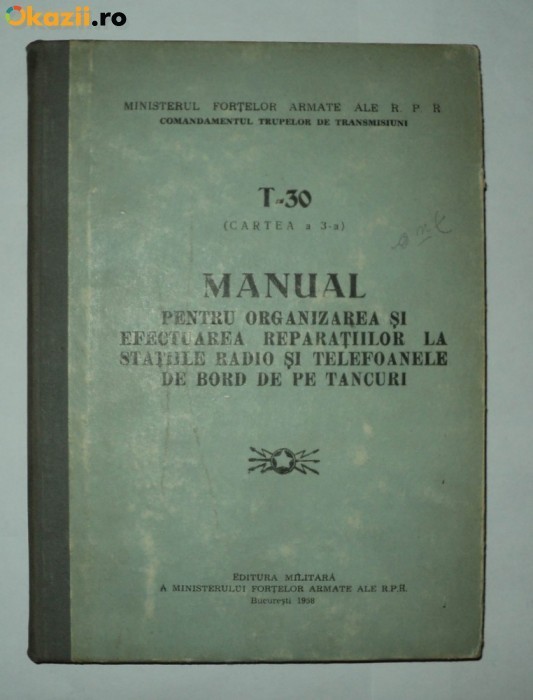 Okazii.ro
MINISTERUL FORȚELOR ARMATE ALE R. P. R
COMANDAMENTUL TRUPELOR DE TRANSMISIUNI
T-30
(CARTEA a 3-a)
MANUAL
PENTRU ORGANIZAREA ȘI
EFECTUAREA REPARAȚIILOR LA
STAȚIILE RADIO ȘI TELEFOANELE
DE BORD DE PE TANCURI
EDITURA MILITARĂ
A MINISTERULUI FORȚELOR ARMATE ALE R.P.R.
București 1958